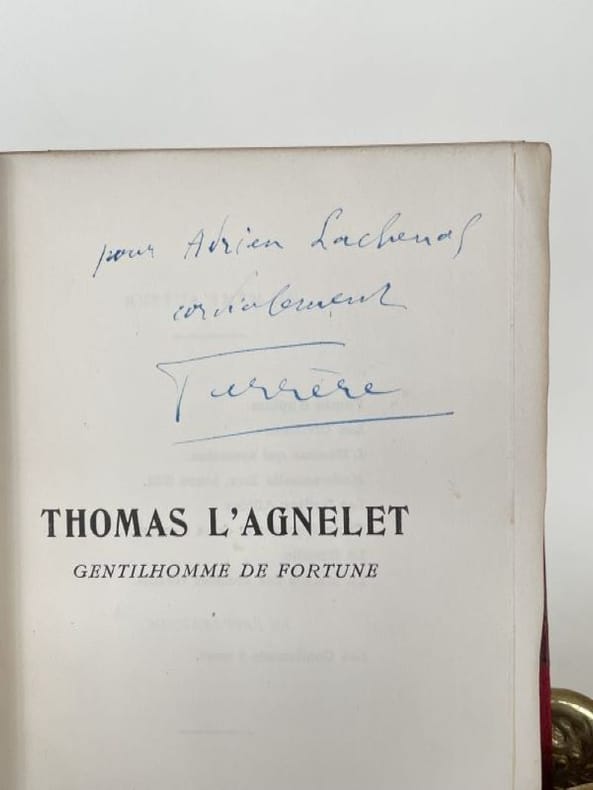 pour Adrien Lachenal
cordialement
Farrère
THOMAS L'AGNELET
GENTILHOMME DE FORTUNE